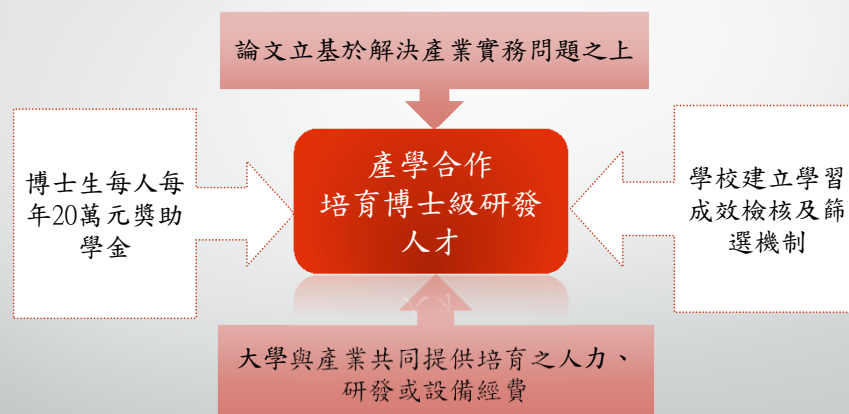 論文立基於解決產業實務問題之上
博士生每人每
年20萬元獎助
學金
產學合作
培育博士級研發
人才
學校建立學習
成效檢核及篩
選機制
大學與產業共同提供培育之人力、
研發或設備經費